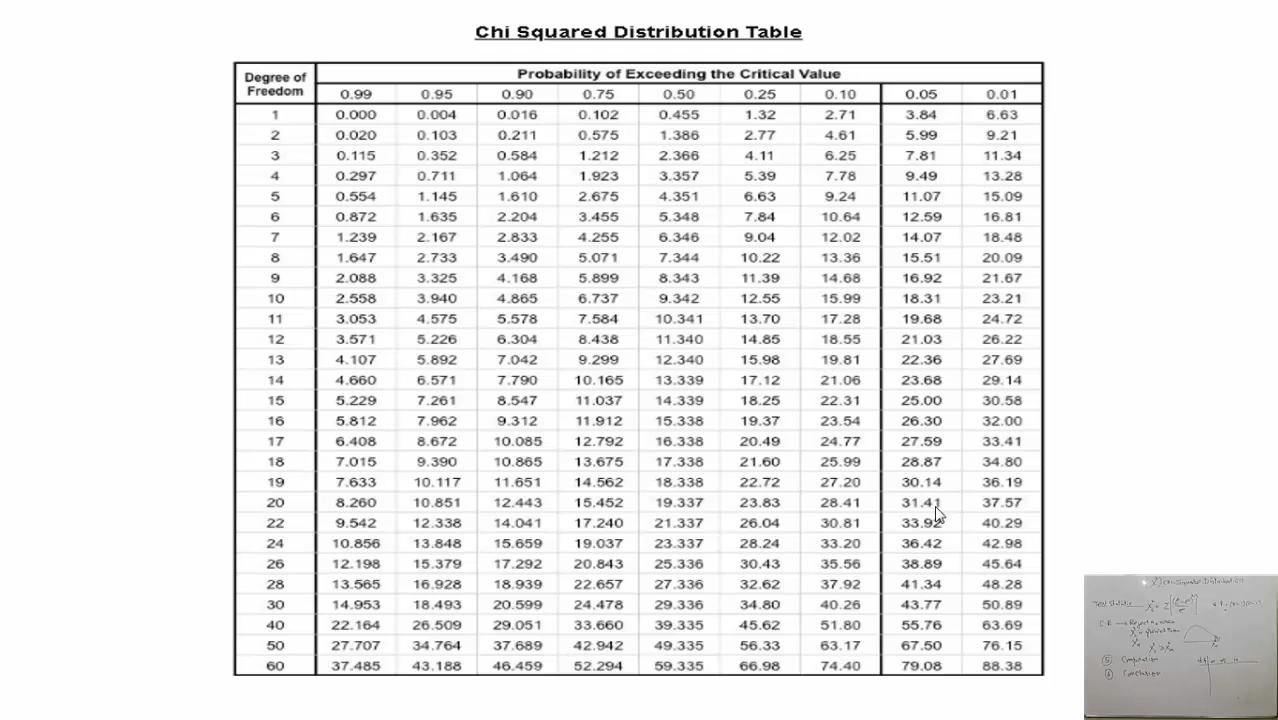 Chi Squared Distribution Table
Degree of Freedom Probability of Exceeding the Critical Value
0.99 0.95 0.90 0.75 0.50 0.25 0.10 0.05 0.01
1 0.000 0.004 0.016 0.102 0.455 1.32 2.71 3.84 6.63
2 0.020 0.103 0.211 0.575 1.386 2.77 4.61 5.99 9.21
3 0.115 0.352 0.584 1.212 2.366 4.11 6.25 7.81 11.34
4 0.297 0.711 1.064 1.923 3.357 5.39 7.78 9.49 13.28
5 0.554 1.145 1.610 2.675 4.351 6.63 9.24 11.07 15.09
6 0.872 1.635 2.204 3.455 5.348 7.84 10.64 12.59 16.81
7 1.239 2.167 2.833 4.255 6.346 9.04 12.02 14.07 18.48
8 1.647 2.733 3.490 5.071 7.344 10.22 13.36 15.51 20.09
9 2.088 3.325 4.168 5.899 8.343 11.39 14.68 16.92 21.67
10 2.558 3.940 4.865 6.737 9.342 12.55 15.99 18.31 23.21
11 3.053 4.575 5.578 7.584 10.341 13.70 17.28 19.68 24.72
12 3.571 5.226 6.304 8.438 11.340 14.85 18.55 21.03 26.22
13 4.107 5.892 7.042 9.299 12.340 15.98 19.81 22.36 27.69
14 4.660 6.571 7.790 10.165 13.339 17.12 21.06 23.68 29.14
15 5.229 7.261 8.547 11.037 14.339 18.25 22.31 25.00 30.58
16 5.812 7.962 9.312 11.912 15.338 19.37 23.54 26.30 32.00
17 6.408 8.672 10.085 12.792 16.338 20.49 24.77 27.59 33.41
18 7.015 9.390 10.865 13.675 17.338 21.60 25.99 28.87 34.80
19 7.633 10.117 11.651 14.562 18.338 22.72 27.20 30.14 36.19
20 8.260 10.851 12.443 15.452 19.337 23.83 28.41 31.41 37.57
22 9.542 12.338 14.041 17.240 21.337 26.04 30.81 33.92 40.29
24 10.856 13.848 15.659 19.037 23.337 28.24 33.20 36.42 42.98
26 12.198 15.379 17.292 20.843 25.336 30.43 35.56 38.89 45.64
28 13.565 16.928 18.939 22.657 27.336 32.62 37.92 41.34 48.28
30 14.953 18.493 20.599 24.478 29.336 34.80 40.26 43.77 50.89
40 22.164 26.509 29.051 33.660 39.335 45.62 51.80 55.76 63.69
50 27.707 34.764 37.689 42.942 49.335 56.33 63.17 67.50 76.15
60 37.485 43.188 46.459 52.294 59.335 66.98 74.40 79.08 88.38
Test Statistic
C.R
5 Computation
6 Conclusion